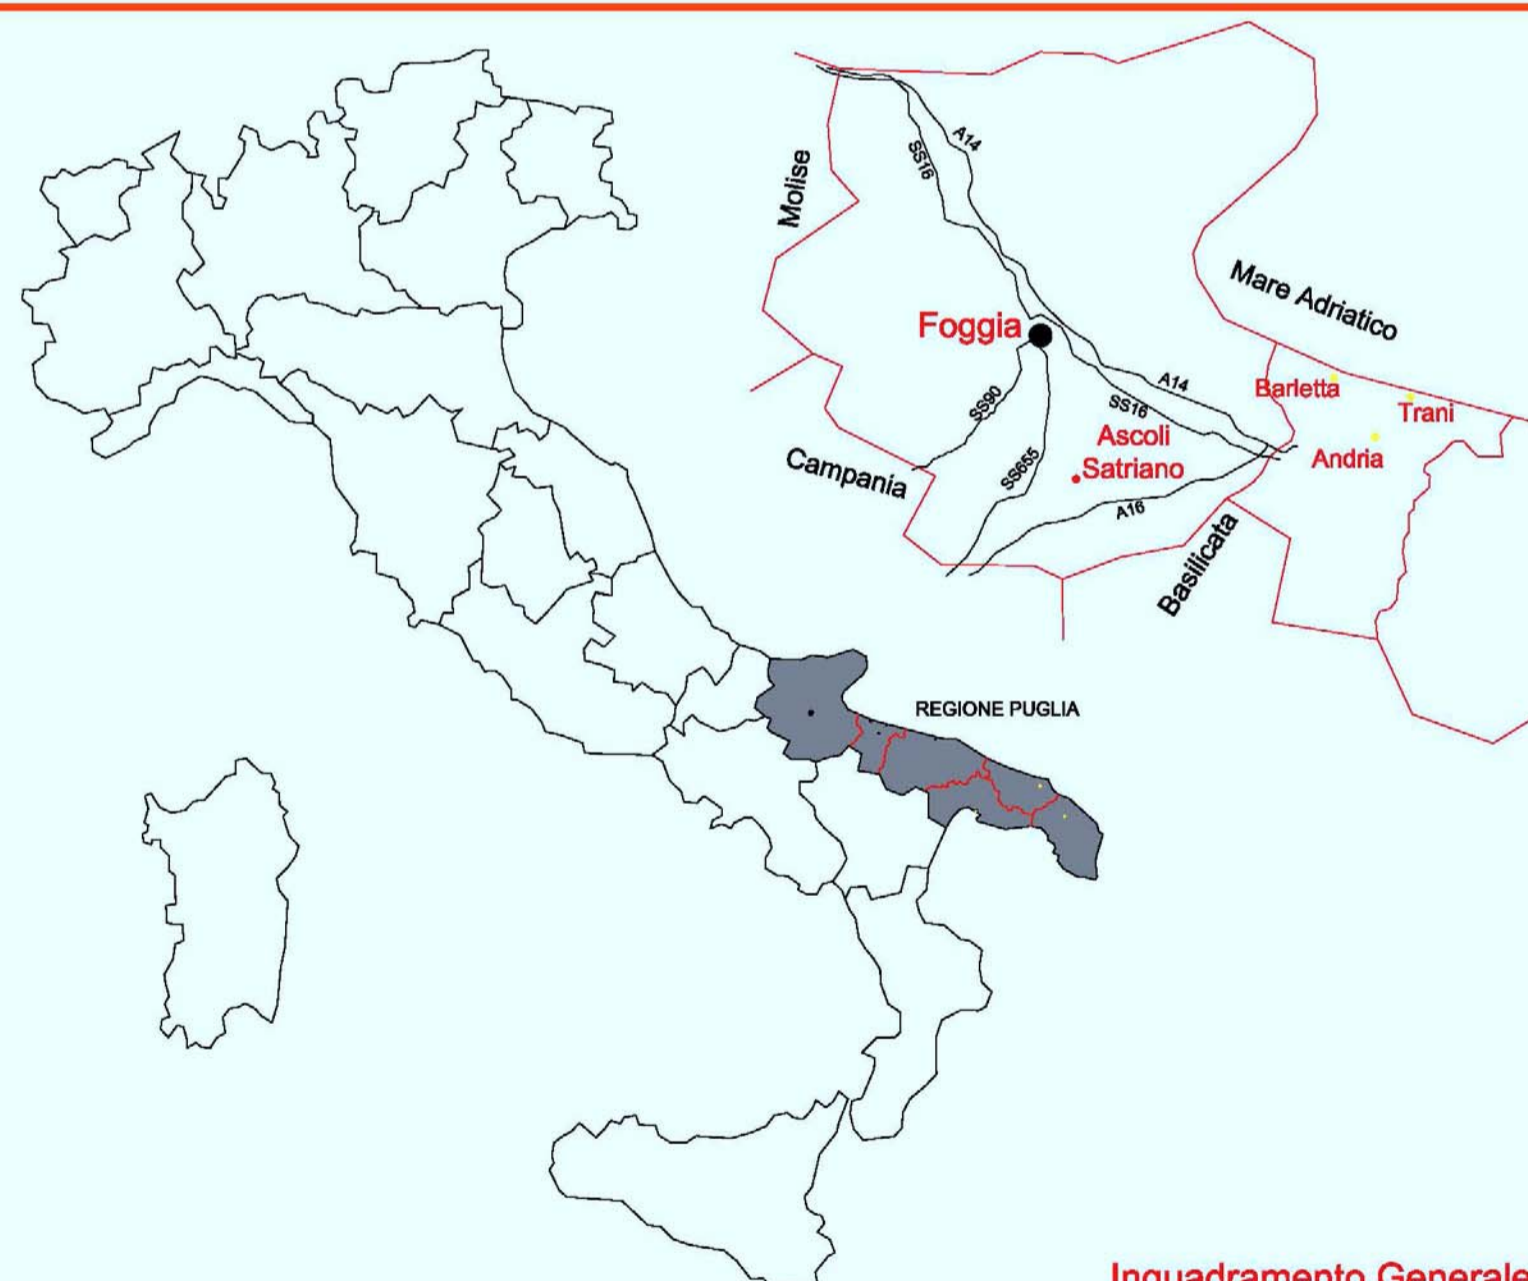 A14
SS16
Molise
Mare Adriatico
Foggia
A14
Barletta
SS90
SS16
Trani
Ascoli
Satriano
Andria
Campania
SS655
A16
Basilicata
REGIONE PUGLIA
Inquadramento Generale